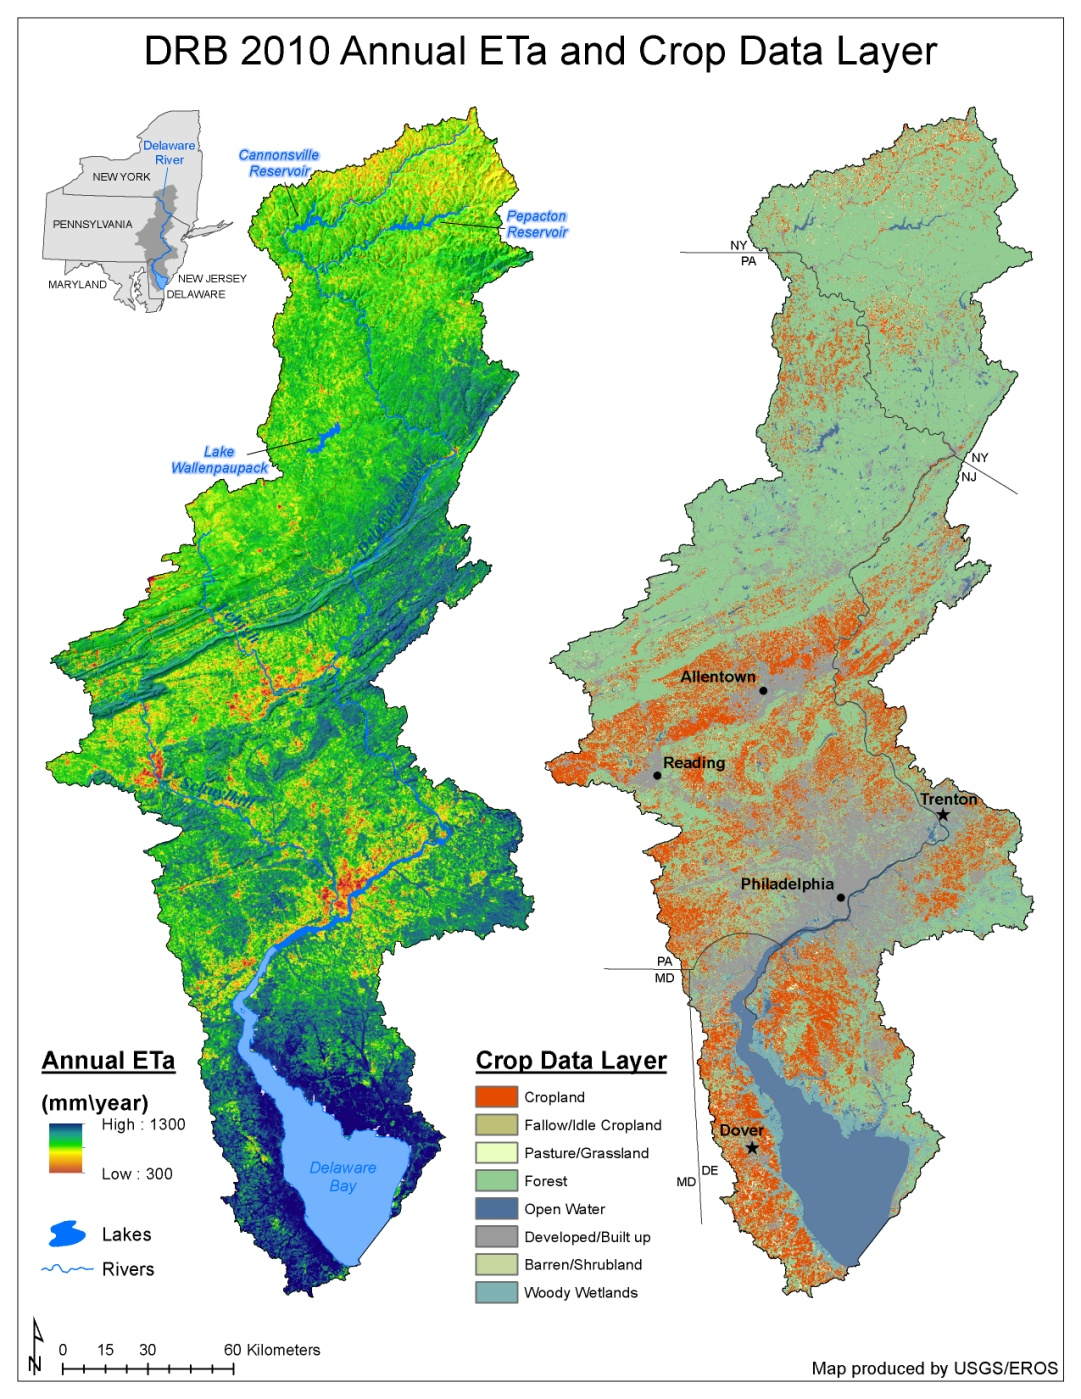 DRB 2010 Annual ETa and Crop Data Layer
Delaware
River
NEW YORK
PENNSYLVANIA
MARYLAND
NEW JERSEY
DELAWARE
Cannonsville
Reservoir
Pepacton
Reservoir
Lake
Wallenpaupack
Delaware
Lehigh
Schuylkill
Delaware
Bay
NY
PA
NY
NJ
Allentown
Reading
Trenton
Philadelphia
PA
MD
Dover
DE
MD
Annual ETa
(mm\year)
High : 1300
Low : 300
Lakes
Rivers
Crop Data Layer
Cropland
Fallow/Idle Cropland
Pasture/Grassland
Forest
Open Water
Developed/Built up
Barren/Shrubland
Woody Wetlands
N
0 15 30 60 Kilometers
Map produced by USGS/EROS